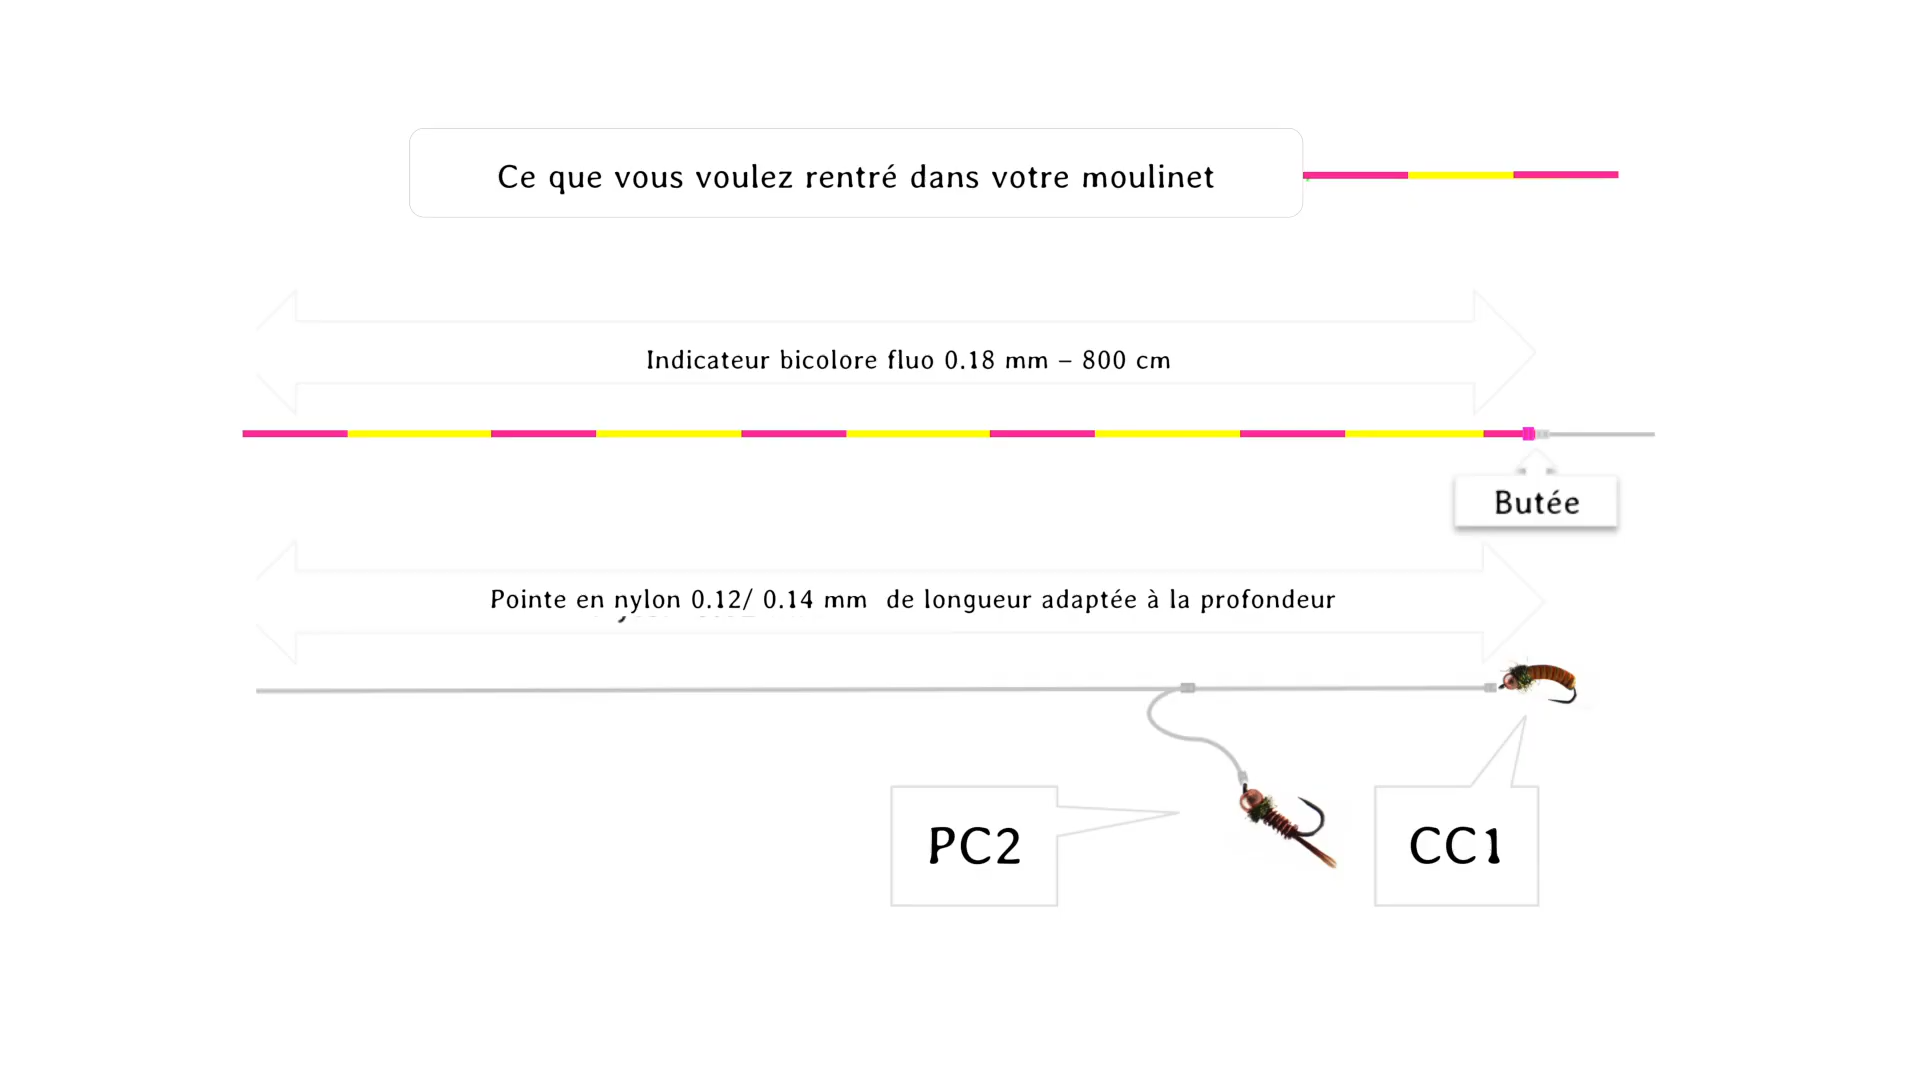 Ce que vous voulez rentré dans votre moulinet
Indicateur bicolore fluo 0.18 mm – 800 cm
Butée
Pointe en nylon 0.12/ 0.14 mm de longueur adaptée à la profondeur
PC2
CC1